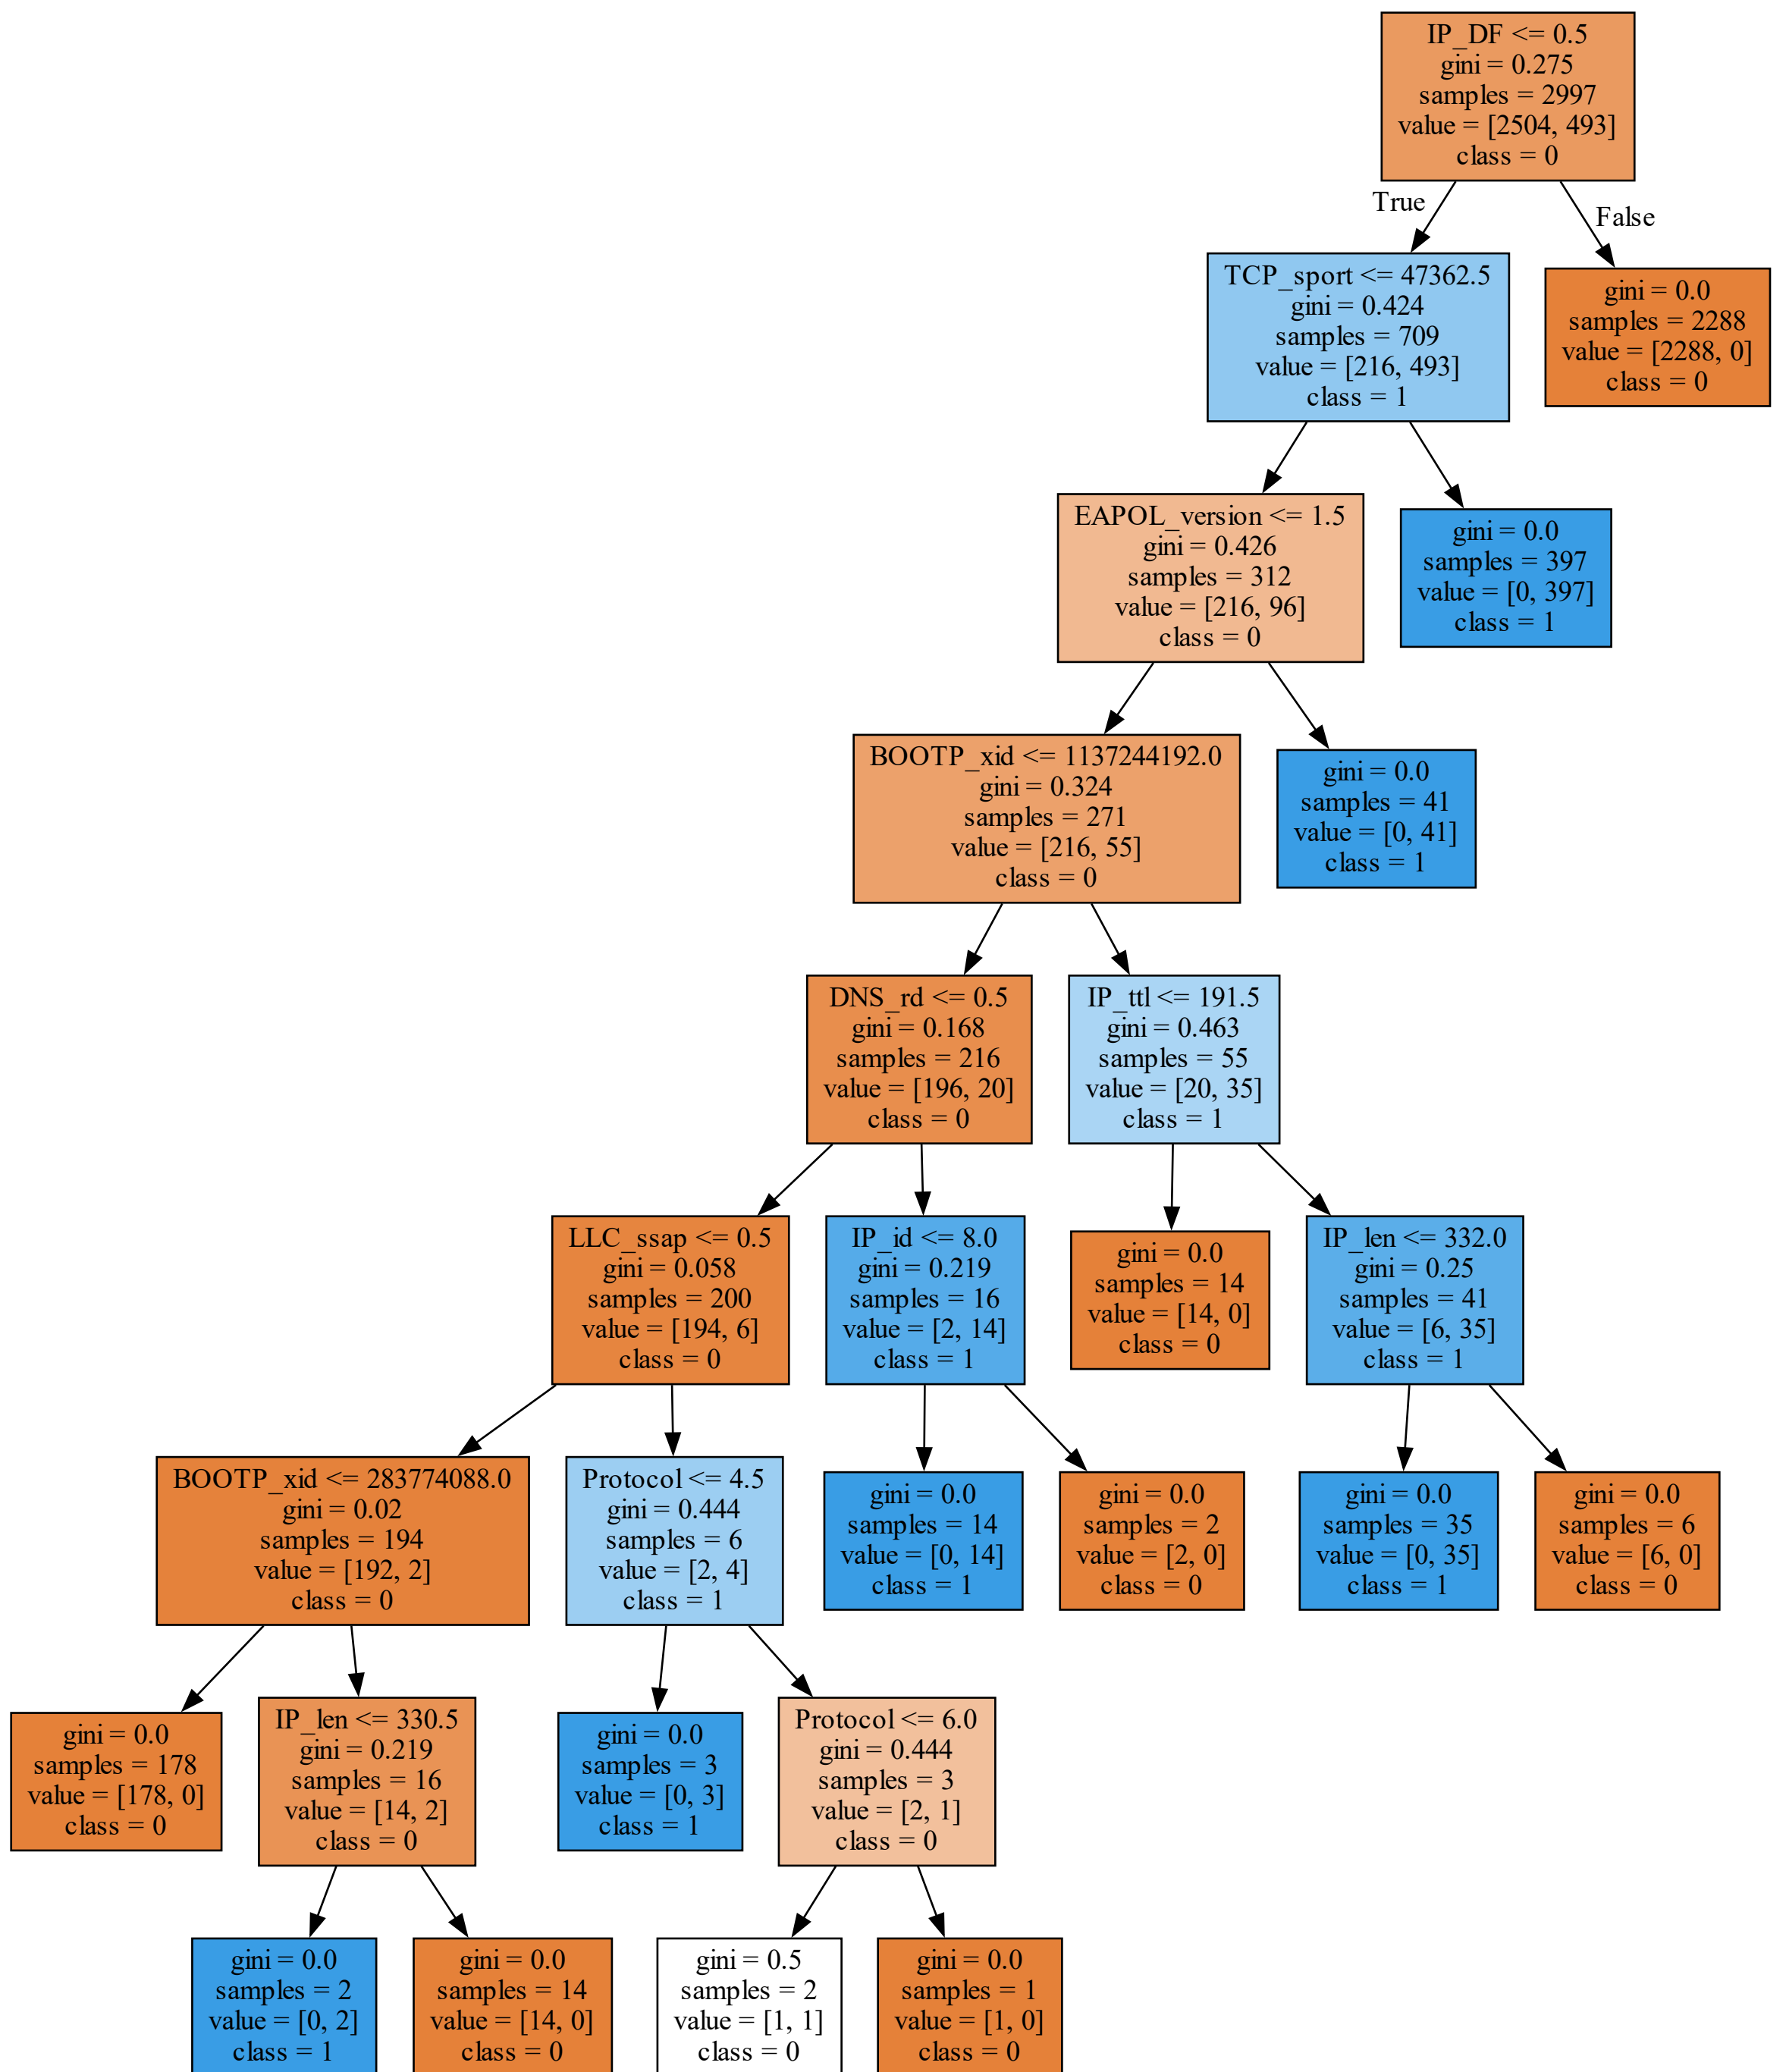 IP_DF <= 0.5
gini = 0.275
samples = 2997
value = [2504, 493]
class = 0
True
False
TCP_sport <= 47362.5
gini = 0.424
samples = 709
value = [216, 493]
class = 1
gini = 0.0
samples = 2288
value = [2288, 0]
class = 0
EAPOL_version <= 1.5
gini = 0.426
samples = 312
value = [216, 96]
class = 0
gini = 0.0
samples = 397
value = [0, 397]
class = 1
BOOTP_xid <= 1137244192.0
gini = 0.324
samples = 271
value = [216, 55]
class = 0
gini = 0.0
samples = 41
value = [0, 41]
class = 1
DNS_rd <= 0.5
gini = 0.168
samples = 216
value = [196, 20]
class = 0
IP_ttl <= 191.5
gini = 0.463
samples = 55
value = [20, 35]
class = 1
LLC_ssap <= 0.5
gini = 0.058
samples = 200
value = [194, 6]
class = 0
IP_id <= 8.0
gini = 0.219
samples = 16
value = [2, 14]
class = 1
gini = 0.0
samples = 14
value = [14, 0]
class = 0
IP_len <= 332.0
gini = 0.25
samples = 41
value = [6, 35]
class = 1
BOOTP_xid <= 283774088.0
gini = 0.02
samples = 194
value = [192, 2]
class = 0
Protocol <= 4.5
gini = 0.444
samples = 6
value = [2, 4]
class = 1
gini = 0.0
samples = 14
value = [0, 14]
class = 1
gini = 0.0
samples = 2
value = [2, 0]
class = 0
gini = 0.0
samples = 35
value = [0, 35]
class = 1
gini = 0.0
samples = 6
value = [6, 0]
class = 0
gini = 0.0
samples = 178
value = [178, 0]
class = 0
IP_len <= 330.5
gini = 0.219
samples = 16
value = [14, 2]
class = 0
gini = 0.0
samples = 3
value = [0, 3]
class = 1
Protocol <= 6.0
gini = 0.444
samples = 3
value = [2, 1]
class = 0
gini = 0.0
samples = 2
value = [0, 2]
class = 1
gini = 0.0
samples = 14
value = [14, 0]
class = 0
gini = 0.5
samples = 2
value = [1, 1]
class = 0
gini = 0.0
samples = 1
value = [1, 0]
class = 0